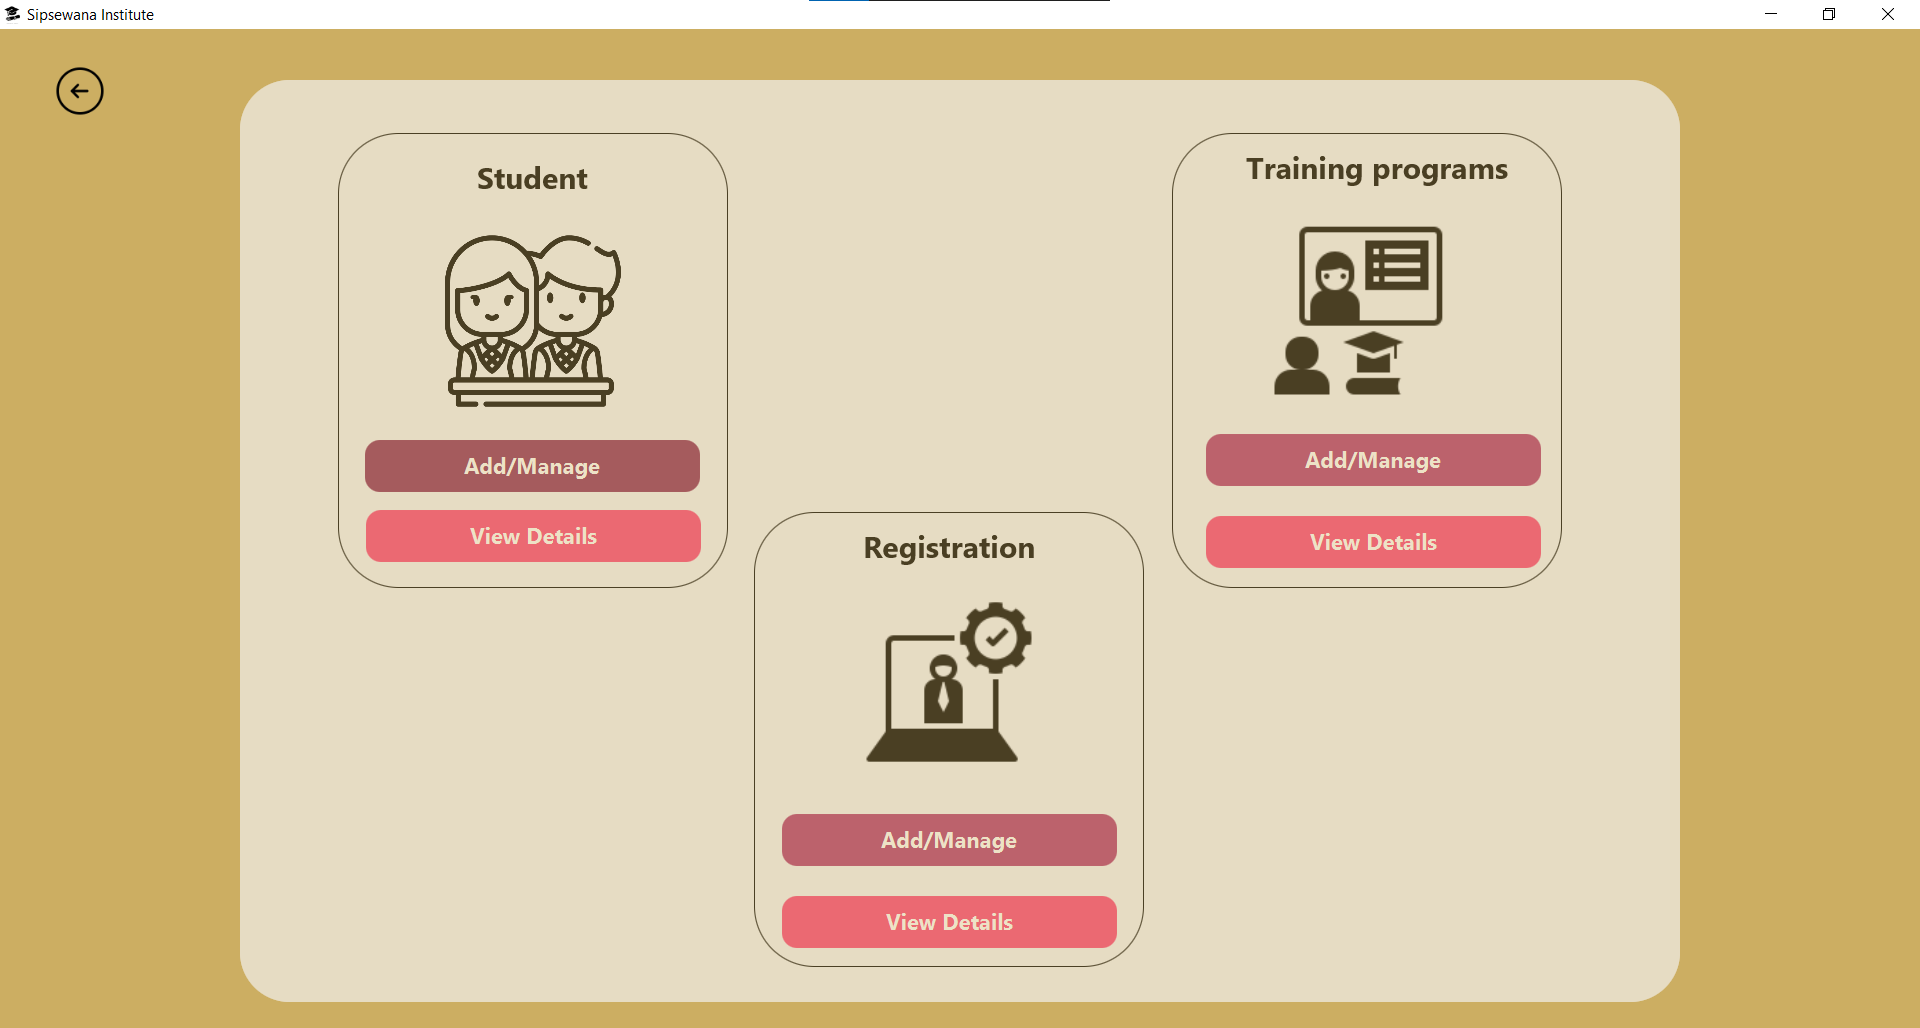 Sipsewana Institute
Student
Add/Manage
View Details
Training programs
Add/Manage
View Details
Registration
Add/Manage
View Details